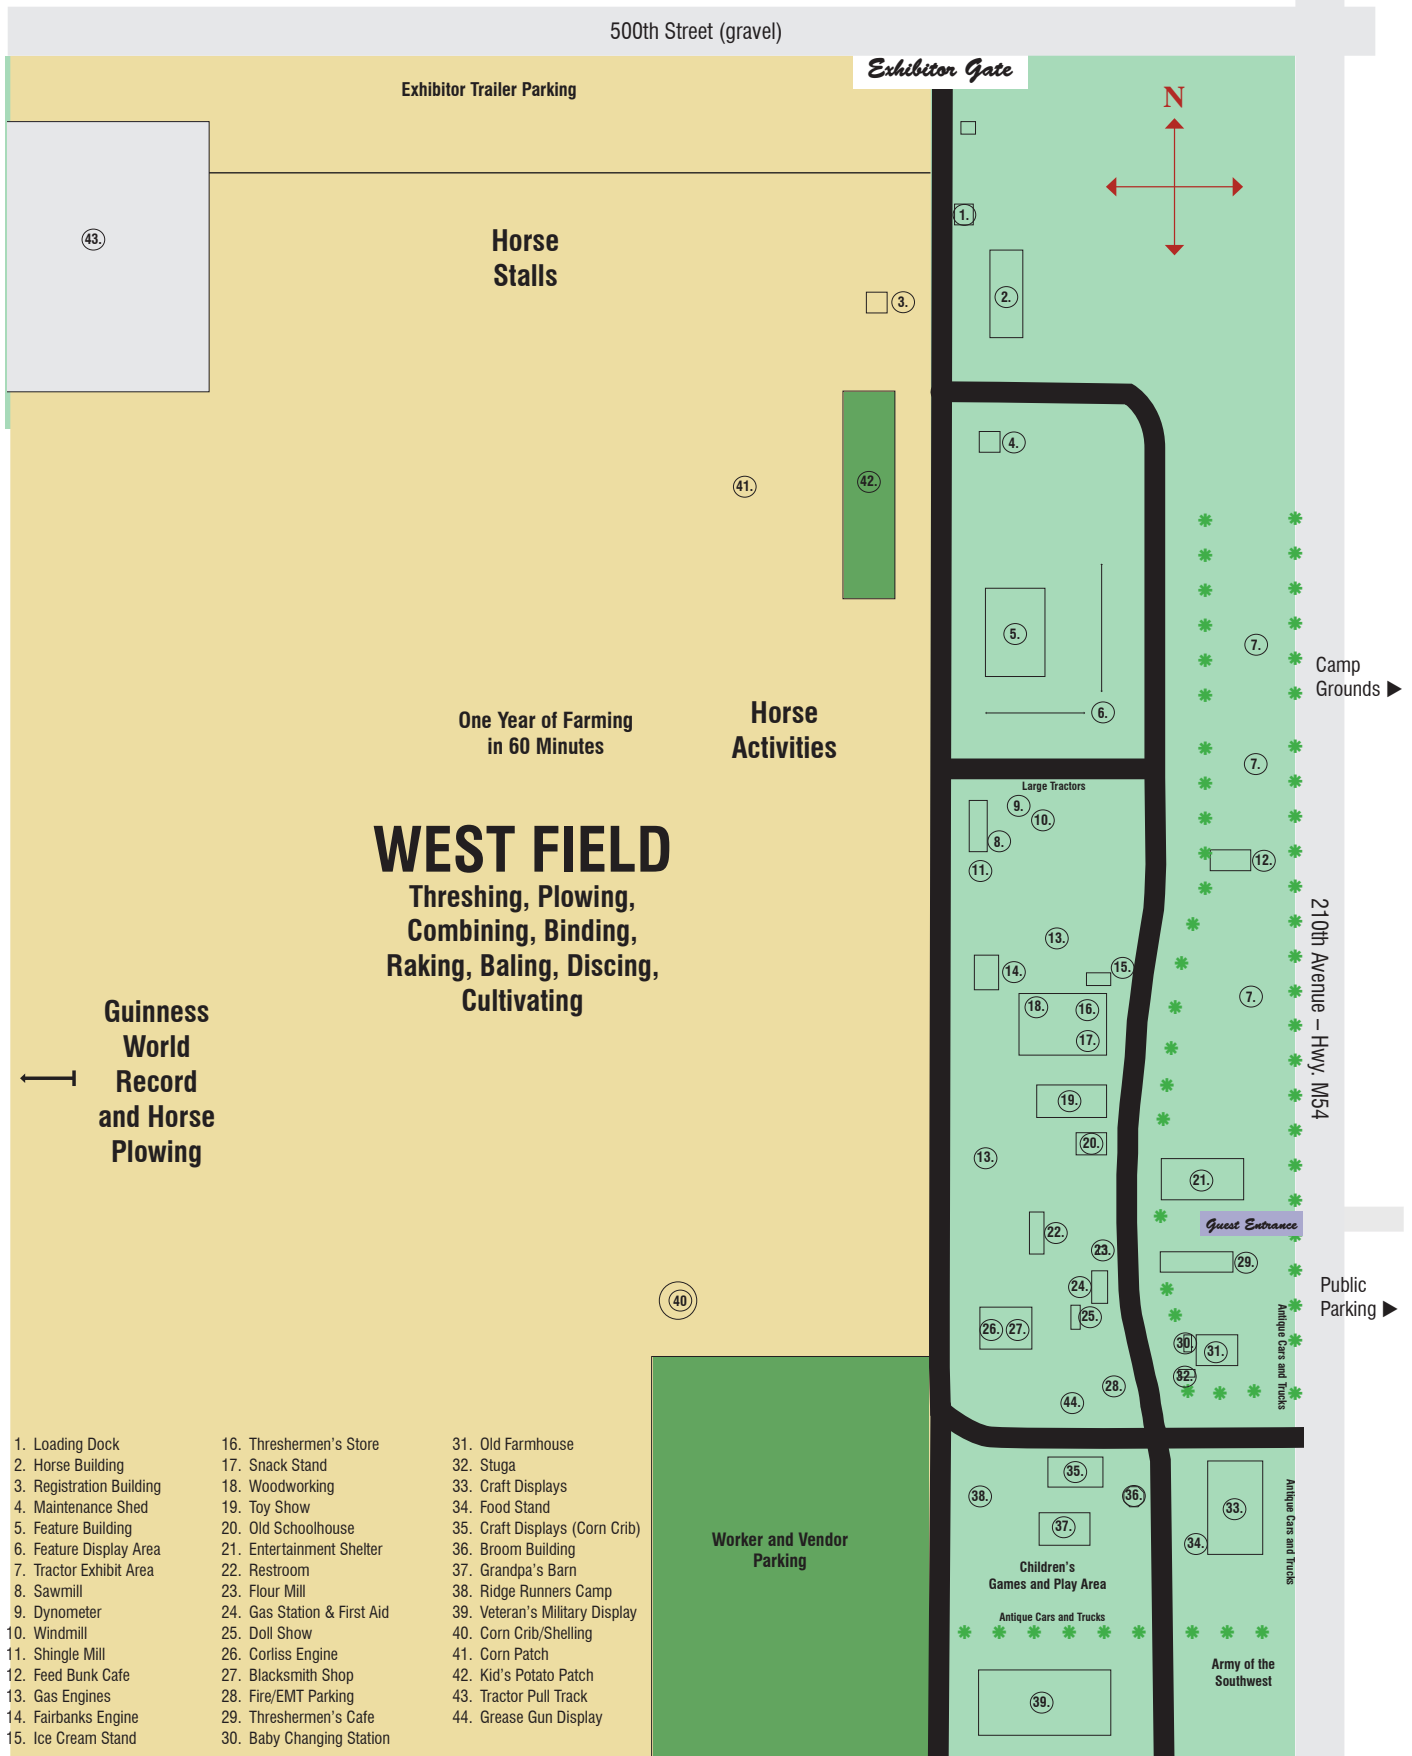 500th Street (gravel)
Exhibitor Gate
Exhibitor Trailer Parking
N
43.
1.
Horse
Stalls
2.
3.
4.
41.
42.
5.
7.
Camp
Grounds
6.
One Year of Farming
in 60 Minutes
Horse
Activities
7.
Large Tractors
9.
10.
8.
11.
12.
WEST FIELD
Threshing, Plowing,
Combining, Binding,
Raking, Baling, Discing,
Cultivating
210th Avenue – Hwy. M54
13.
14.
15.
7.
18.
16.
17.
Guinness
World
Record
and Horse
Plowing
19.
20.
13.
21.
Guest Entrance
22.
23.
29.
24.
25.
Public
Parking
40
26.
27.
30.
31.
32.
Antique Cars and Trucks
28.
44.
1. Loading Dock
2. Horse Building
3. Registration Building
4. Maintenance Shed
5. Feature Building
6. Feature Display Area
7. Tractor Exhibit Area
8. Sawmill
9. Dynometer
10. Windmill
11. Shingle Mill
12. Feed Bunk Cafe
13. Gas Engines
14. Fairbanks Engine
15. Ice Cream Stand
16. Threshermen's Store
17. Snack Stand
18. Woodworking
19. Toy Show
20. Old Schoolhouse
21. Entertainment Shelter
22. Restroom
23. Flour Mill
24. Gas Station & First Aid
25. Doll Show
26. Corliss Engine
27. Blacksmith Shop
28. Fire/EMT Parking
29. Threshermen's Cafe
30. Baby Changing Station
31. Old Farmhouse
32. Stuga
33. Craft Displays
34. Food Stand
35. Craft Displays (Corn Crib)
36. Broom Building
37. Grandpa's Barn
38. Ridge Runners Camp
39. Veteran's Military Display
40. Corn Crib/Shelling
41. Corn Patch
42. Kid's Potato Patch
43. Tractor Pull Track
44. Grease Gun Display
Worker and Vendor
Parking
35.
38.
36.
37.
33.
34.
Antique Cars and Trucks
Children's
Games and Play Area
Antique Cars and Trucks
Army of the
Southwest
39.